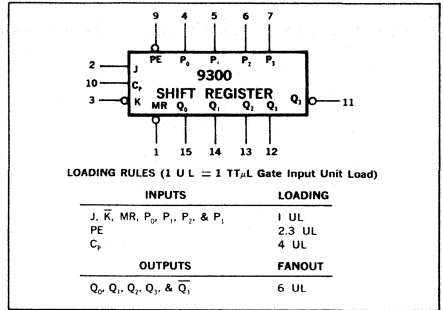 9 4 5 6 7
PE P₀ P₁ P₂ P₃
2 J
9300
10 Cₚ
SHIFT REGISTER
3 K
MR Q₀ Q₁ Q₂ Q₃ Q₃ 11
1 15 14 13 12
LOADING RULES (1 U L = 1 TTμL Gate Input Unit Load)
INPUTS LOADING
J, K̅, MR, P₀, P₁, P₂, & P₃ 1 UL
PE 2.3 UL
Cₚ 4 UL
OUTPUTS FANOUT
Q₀, Q₁, Q₂, Q₃, & Q̅₃ 6 UL